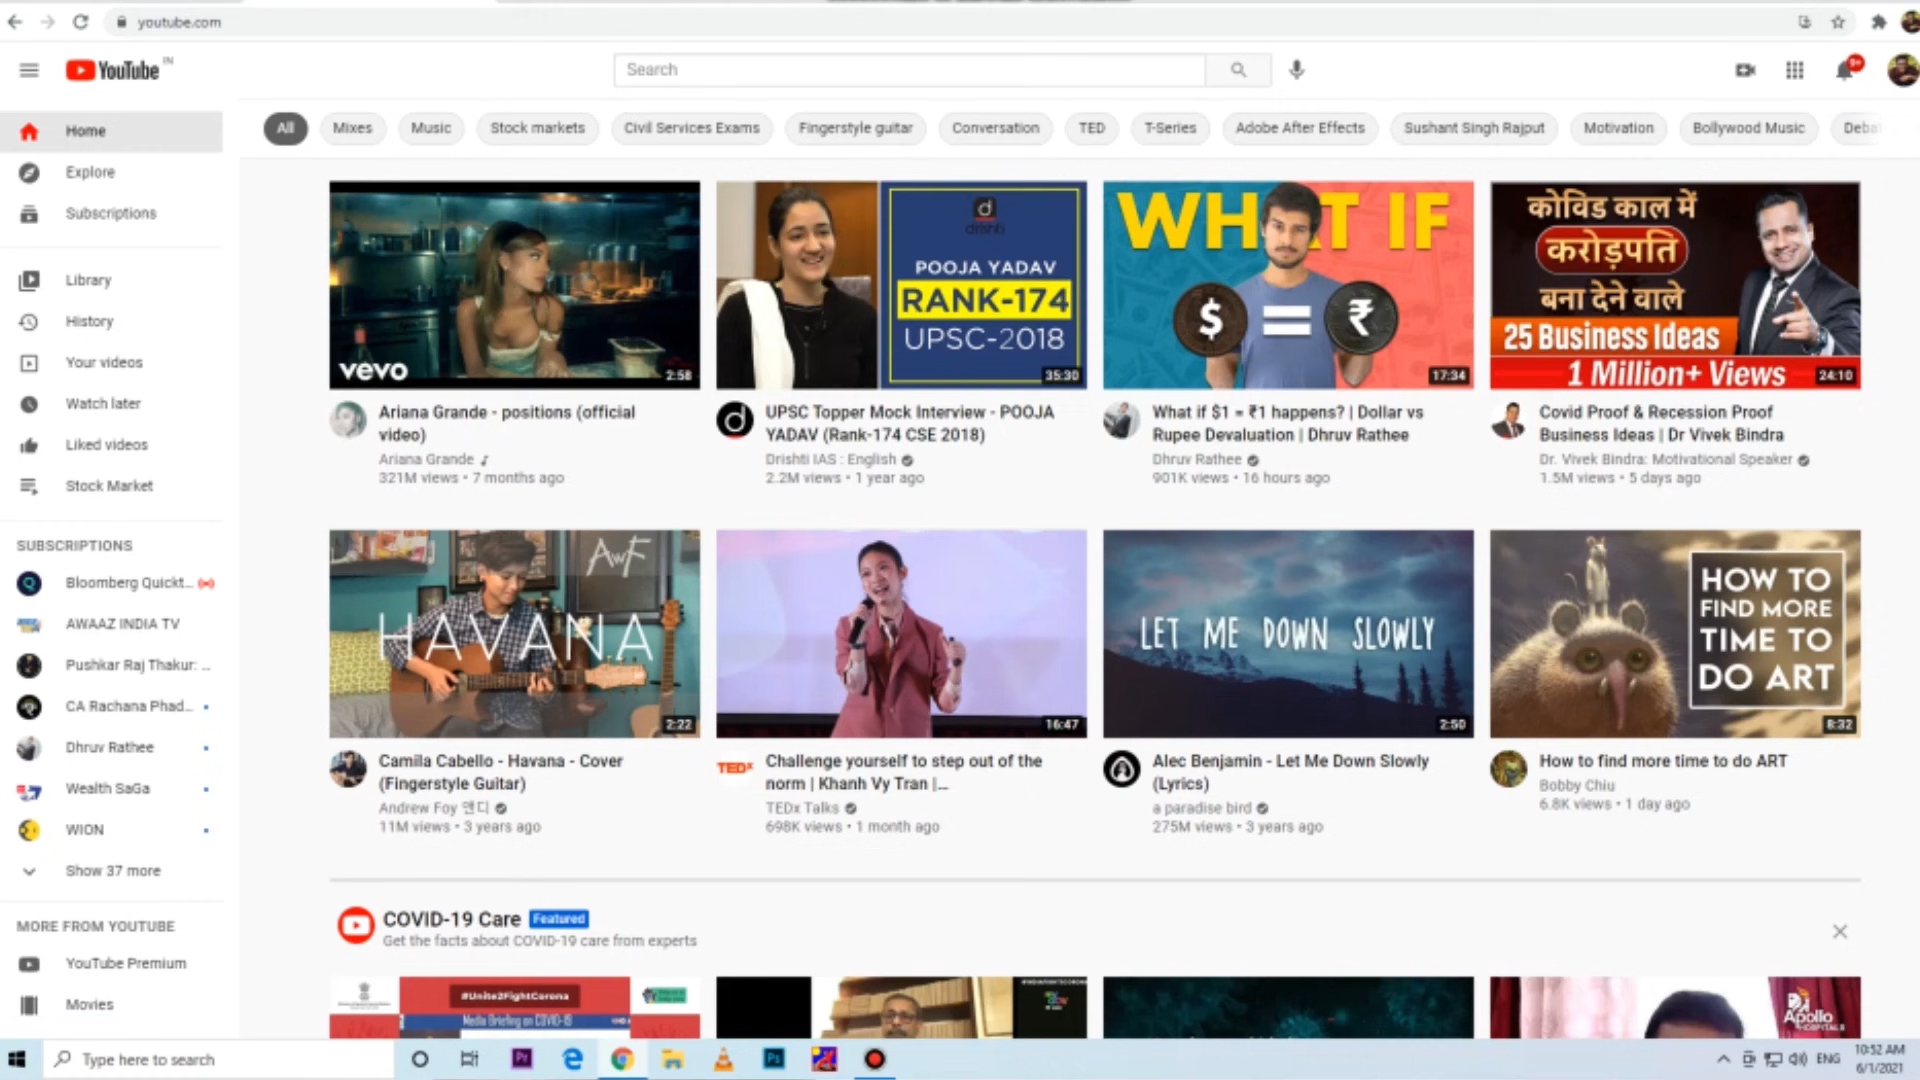 youtube.com
YouTube IN
Search
9+
Home
Explore
Subscriptions
Library
History
Your videos
Watch later
Liked videos
Stock Market
SUBSCRIPTIONS
Bloomberg Quickt...
AWAAZ INDIA TV
Pushkar Raj Thakur: ...
CA Rachana Phad...
Dhruv Rathee
Wealth SaGa
WION
Show 37 more
MORE FROM YOUTUBE
YouTube Premium
Movies
All Mixes Music Stock markets Civil Services Exams Fingerstyle guitar Conversation TED T-Series Adobe After Effects Sushant Singh Rajput Motivation Bollywood Music
vevo
2:58
Ariana Grande - positions (official
video)
Ariana Grande
321M views • 7 months ago
d
drishti
POOJA YADAV
RANK-174
UPSC-2018
35:30
UPSC Topper Mock Interview - POOJA
YADAV (Rank-174 CSE 2018)
Drishti IAS : English
2.2M views • 1 year ago
WHAT IF
$ = ₹
17:34
What if $1 = ₹1 happens? | Dollar vs
Rupee Devaluation | Dhruv Rathee
Dhruv Rathee
901K views • 16 hours ago
कोविड काल में
करोड़पति
बना देने वाले
25 Business Ideas
1 Million+ Views
24:10
Covid Proof & Recession Proof
Business Ideas | Dr Vivek Bindra
Dr. Vivek Bindra: Motivational Speaker
1.5M views • 5 days ago
AwF
HAVANA
2:22
Camila Cabello - Havana - Cover
(Fingerstyle Guitar)
Andrew Foy 앤디
11M views • 3 years ago
16:47
TEDx
Challenge yourself to step out of the
norm | Khanh Vy Tran |...
TEDx Talks
698K views • 1 month ago
LET ME DOWN SLOWLY
2:50
Alec Benjamin - Let Me Down Slowly
(Lyrics)
a paradise bird
275M views • 3 years ago
HOW TO
FIND MORE
TIME TO
DO ART
8:32
How to find more time to do ART
Bobby Chiu
6.8K views • 1 day ago
COVID-19 Care Featured
Get the facts about COVID-19 care from experts
#Unite2FightCorona
Media Briefing on COVID-19
Apollo
HOSPITALS
Type here to search
Pr
Ps
ENG
10:52 AM
6/1/2021